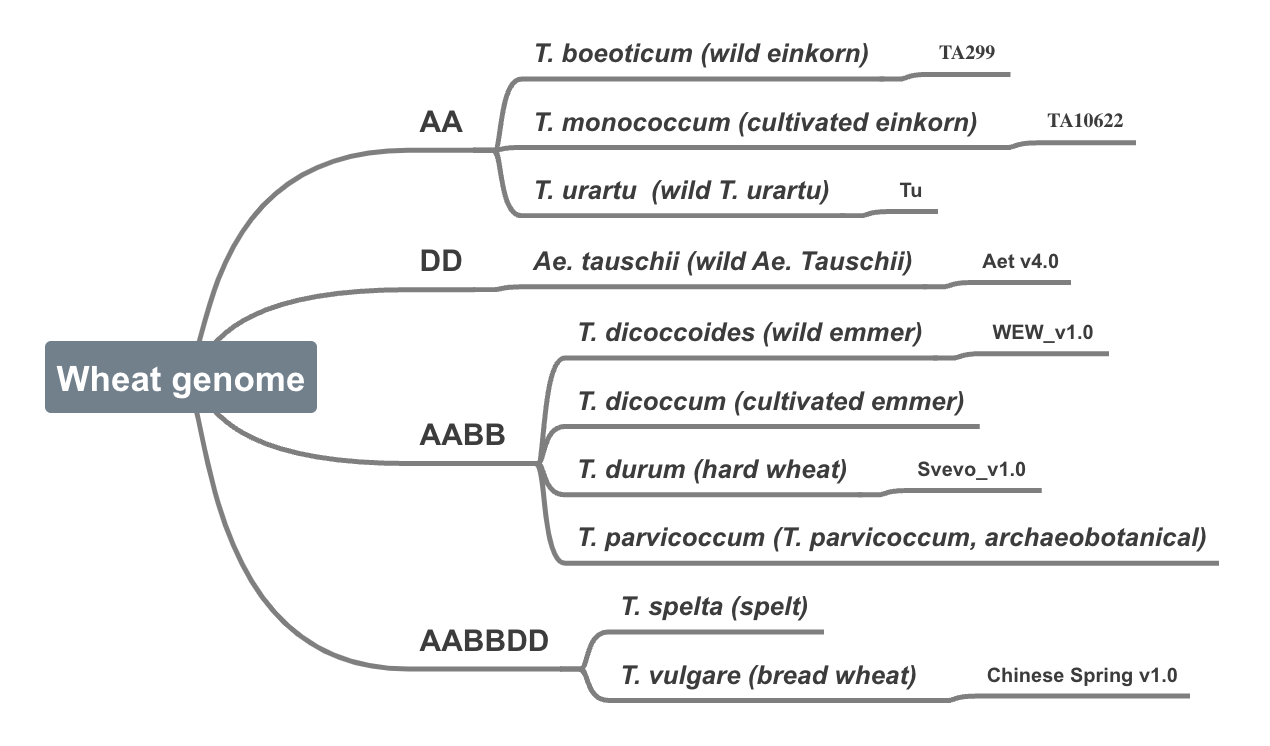 T. boeoticum (wild einkorn) TA299
AA
T. monococcum (cultivated einkorn) TA10622
T. urartu (wild T. urartu) Tu
DD
Ae. tauschii (wild Ae. Tauschii) Aet v4.0
T. dicoccoides (wild emmer) WEW_v1.0
Wheat genome
T. dicoccum (cultivated emmer)
AABB
T. durum (hard wheat) Svevo_v1.0
T. parvicoccum (T. parvicoccum, archaeobotanical)
T. spelta (spelt)
AABBDD
T. vulgare (bread wheat) Chinese Spring v1.0